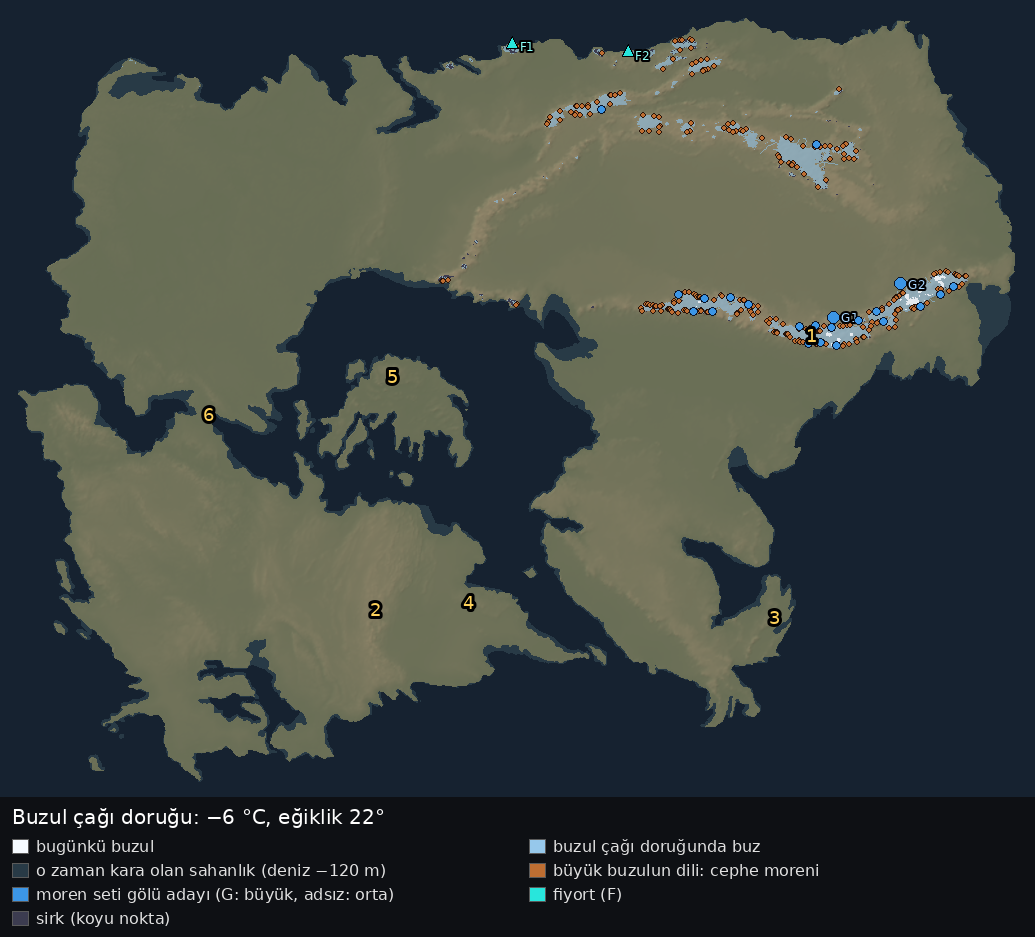 F1
F2
G2
G1
1
5
6
4
2
3
Buzul çağı doruğu: −6 °C, eğiklik 22°
bugünkü buzul
buzul çağı doruğunda buz
o zaman kara olan sahanlık (deniz −120 m)
büyük buzulun dili: cephe moreni
moren seti gölü adayı (G: büyük, adsız: orta)
fiyort (F)
sirk (koyu nokta)